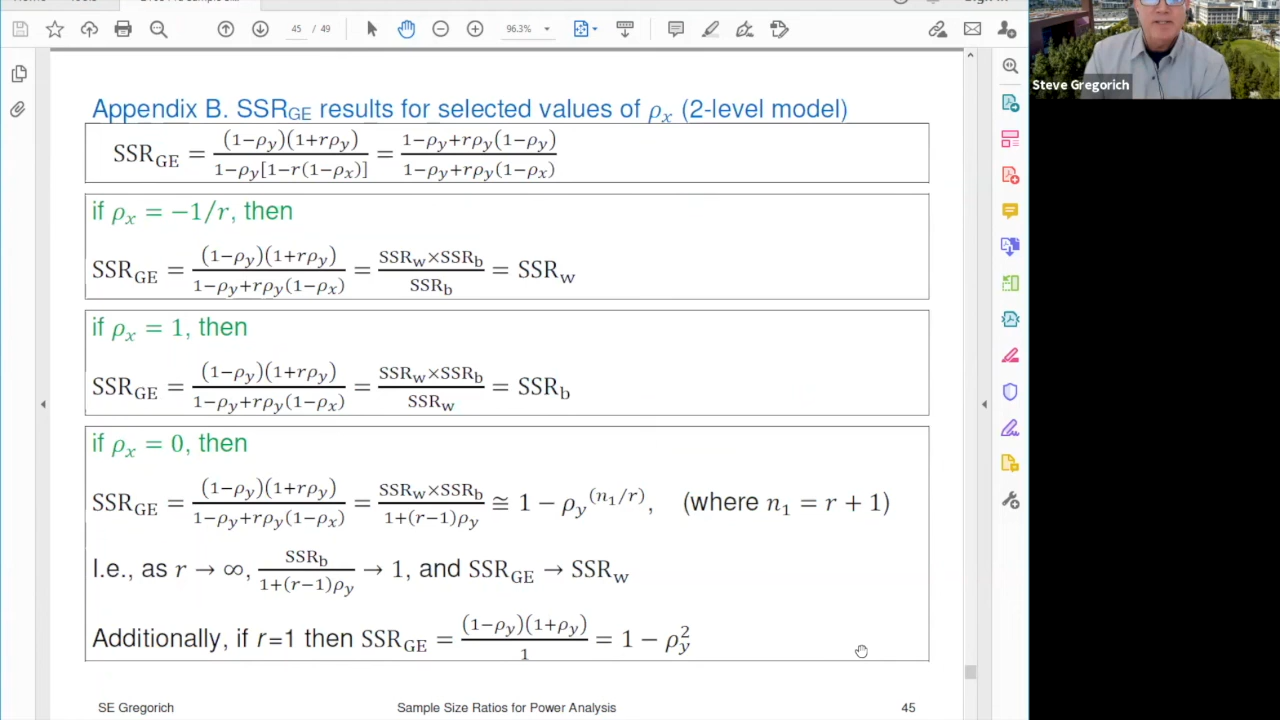 45 / 49
96.3%
Steve Gregorich
Appendix B. SSR_GE results for selected values of ρ_x (2-level model)
SSR_GE = (1−ρ_y)(1+rρ_y) / 1−ρ_y[1−r(1−ρ_x)] = 1−ρ_y+rρ_y(1−ρ_y) / 1−ρ_y+rρ_y(1−ρ_x)
if ρ_x = −1/r, then
SSR_GE = (1−ρ_y)(1+rρ_y) / 1−ρ_y+rρ_y(1−ρ_x) = SSR_w×SSR_b / SSR_b = SSR_w
if ρ_x = 1, then
SSR_GE = (1−ρ_y)(1+rρ_y) / 1−ρ_y+rρ_y(1−ρ_x) = SSR_w×SSR_b / SSR_w = SSR_b
if ρ_x = 0, then
SSR_GE = (1−ρ_y)(1+rρ_y) / 1−ρ_y+rρ_y(1−ρ_x) = SSR_w×SSR_b / 1+(r−1)ρ_y ≅ 1 − ρ_y^(n_1/r), (where n_1 = r + 1)
I.e., as r → ∞, SSR_b / 1+(r−1)ρ_y → 1, and SSR_GE → SSR_w
Additionally, if r=1 then SSR_GE = (1−ρ_y)(1+ρ_y) / 1 = 1 − ρ_y^2
SE Gregorich
Sample Size Ratios for Power Analysis
45